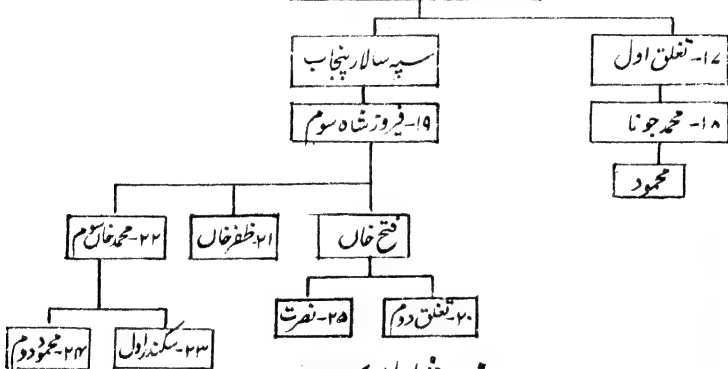 ۱۷-تغلق اول
سپہ سالار پنجاب
۱۸-محمد جونا
۱۹-فیروز شاہ سوم
محمود
فتح خاں
۲۱-ظفر خاں
۲۲-محمد خاں سوم
۲۰-تغلق دوم
۲۵-نصرت
۲۳-سکندر اول
۲۴-محمود دوم